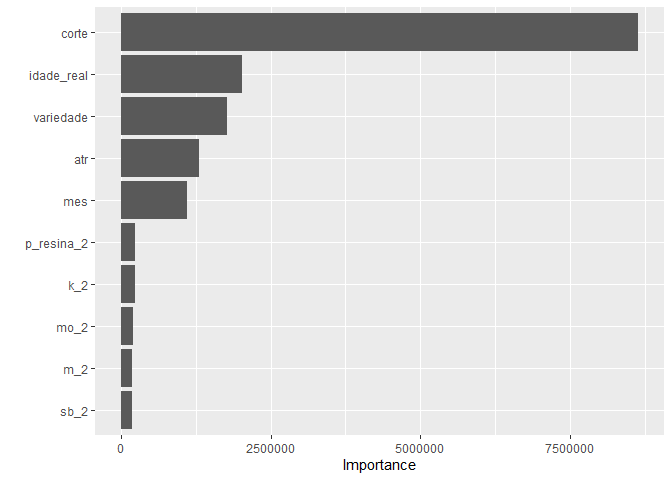 corte
idade_real
variedade
atr
mes
p_resina_2
k_2
mo_2
m_2
sb_2
0 2500000 5000000 7500000
Importance